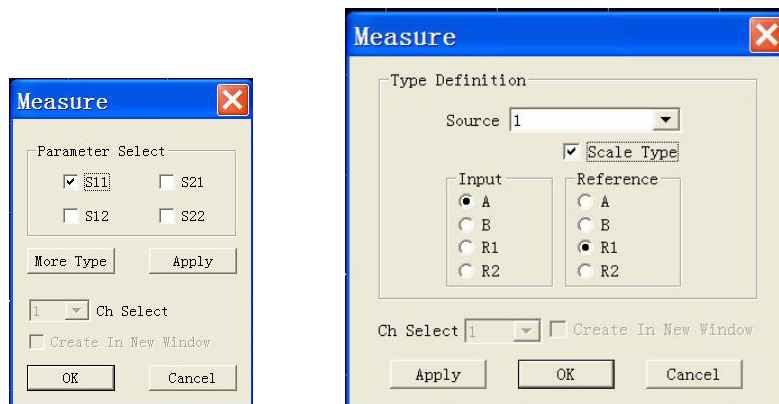 Measure
Parameter Select
S11 S21
S12 S22
More Type Apply
1 Ch Select
Create In New Window
OK Cancel
Measure
Type Definition
Source 1
Scale Type
Input Reference
A A
B B
R1 R1
R2 R2
Ch Select 1 Create In New Window
Apply OK Cancel